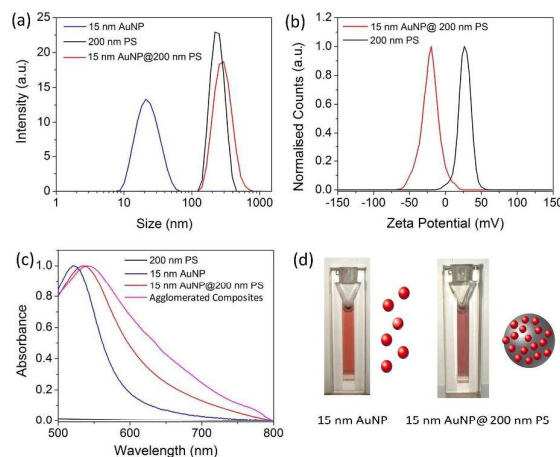 (a)
15 nm AuNP
200 nm PS
15 nm AuNP@200 nm PS
Intensity (a.u.)
25
20
15
10
5
0
1 10 100 1000
Size (nm)
(b)
15 nm AuNP@ 200 nm PS
200 nm PS
Normalised Counts (a.u.)
1.0
0.8
0.6
0.4
0.2
0.0
-150 -100 -50 0 50 100 150
Zeta Potential (mV)
(c)
200 nm PS
15 nm AuNP
15 nm AuNP@200 nm PS
Agglomerated Composites
Absorbance
1.0
0.8
0.6
0.4
0.2
0.0
500 600 700 800
Wavelength (nm)
(d)
15 nm AuNP
15 nm AuNP@200 nm PS